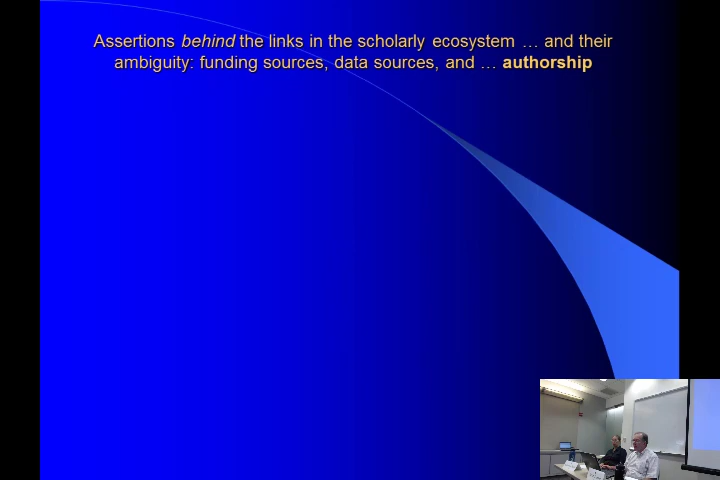 Assertions behind the links in the scholarly ecosystem … and their
ambiguity: funding sources, data sources, and … authorship